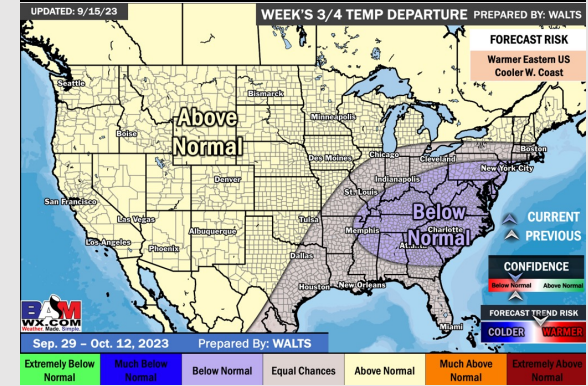 UPDATED: 9/15/23
WEEK'S 3/4 TEMP DEPARTURE PREPARED BY: WALTS
FORECAST RISK
Warmer Eastern US
Cooler W. Coast
Seattle
Bismarck
Above
Normal
Minneapolis
Boise
Boston
Des Moines
Chicago
Cleveland
New York City
Denver
Indianapolis
San Francisco
St. Louis
Las Vegas
Below
Normal
CURRENT
PREVIOUS
Los Angeles
Albuquerque
Tulsa
Memphis
Charlotte
Phoenix
Dallas
CONFIDENCE
Below Normal Above Normal
Houston
New Orleans
BAM
WX.COM
Weather. Made. Simple.
Miami
FORECAST TREND RISK
COLDER WARMER
Sep. 29 – Oct. 12, 2023 Prepared By: WALTS
Extremely Below
Normal
Much Below
Normal
Below Normal
Equal Chances
Above Normal
Much Above
Normal
Extremely Above
Normal